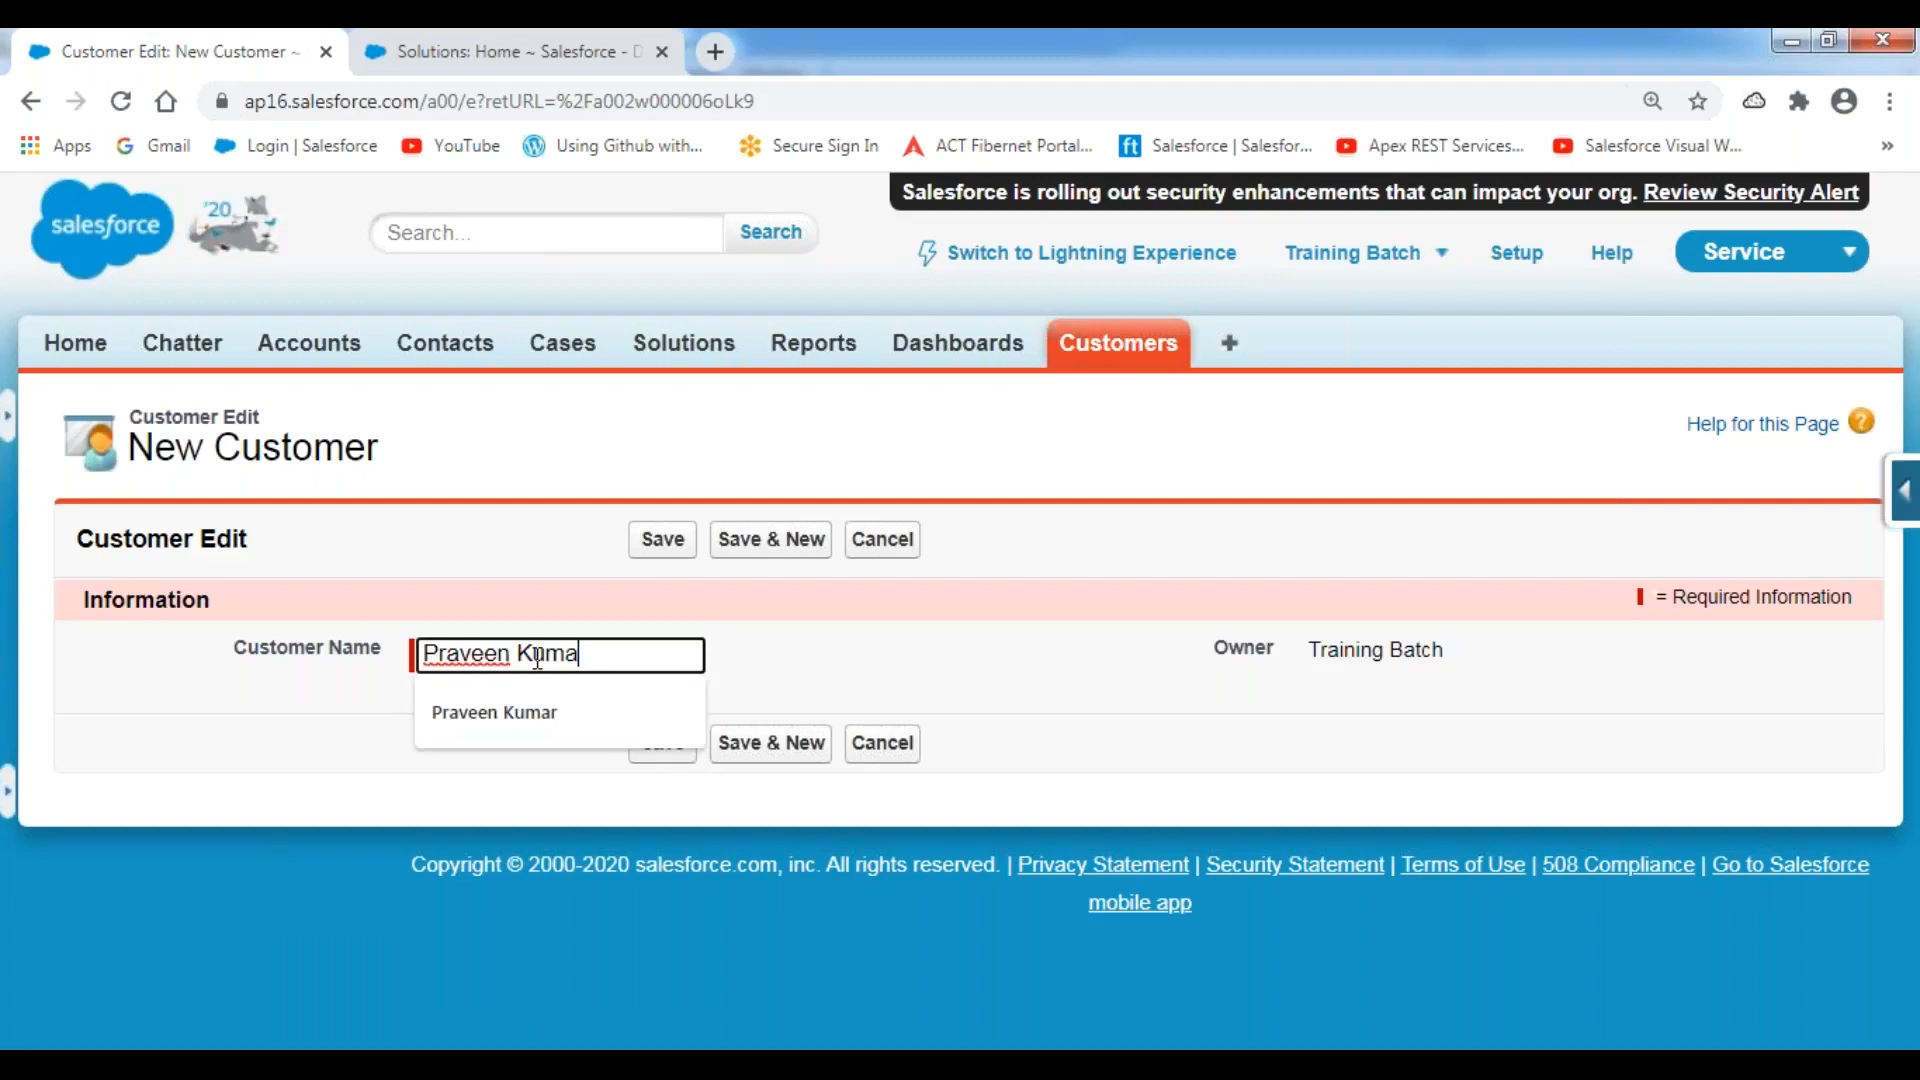 Customer Edit: New Customer ~
Solutions: Home ~ Salesforce - D
ap16.salesforce.com/a00/e?retURL=%2Fa002w000006oLk9
Apps Gmail Login | Salesforce YouTube Using Github with... Secure Sign In ACT Fibernet Portal... ft Salesforce | Salesfor... Apex REST Services... Salesforce Visual W... »
Salesforce is rolling out security enhancements that can impact your org. Review Security Alert
salesforce '20 Search... Search
Switch to Lightning Experience Training Batch Setup Help Service
Home Chatter Accounts Contacts Cases Solutions Reports Dashboards Customers +
Customer Edit
New Customer
Help for this Page ?
Customer Edit Save Save & New Cancel
Information = Required Information
Customer Name Praveen Kuma Owner Training Batch
Praveen Kumar
Save Save & New Cancel
Copyright © 2000-2020 salesforce.com, inc. All rights reserved. | Privacy Statement | Security Statement | Terms of Use | 508 Compliance | Go to Salesforce
mobile app